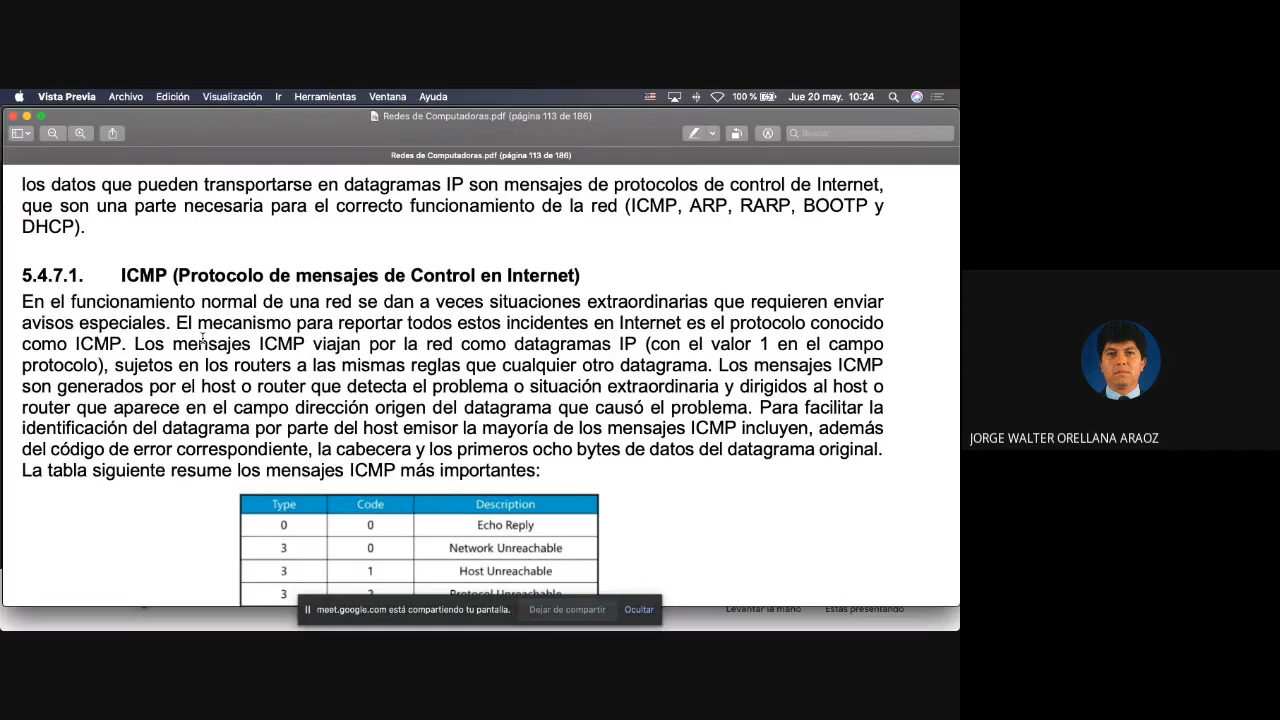 Vista Previa Archivo Edición Visualización Ir Herramientas Ventana Ayuda 100 % Jue 20 may. 10:24
Redes de Computadoras.pdf (página 113 de 186)
Buscar
Redes de Computadoras.pdf (página 113 de 186)
los datos que pueden transportarse en datagramas IP son mensajes de protocolos de control de Internet,
que son una parte necesaria para el correcto funcionamiento de la red (ICMP, ARP, RARP, BOOTP y
DHCP).
5.4.7.1. ICMP (Protocolo de mensajes de Control en Internet)
En el funcionamiento normal de una red se dan a veces situaciones extraordinarias que requieren enviar
avisos especiales. El mecanismo para reportar todos estos incidentes en Internet es el protocolo conocido
como ICMP. Los mensajes ICMP viajan por la red como datagramas IP (con el valor 1 en el campo
protocolo), sujetos en los routers a las mismas reglas que cualquier otro datagrama. Los mensajes ICMP
son generados por el host o router que detecta el problema o situación extraordinaria y dirigidos al host o
router que aparece en el campo dirección origen del datagrama que causó el problema. Para facilitar la
identificación del datagrama por parte del host emisor la mayoría de los mensajes ICMP incluyen, además
del código de error correspondiente, la cabecera y los primeros ocho bytes de datos del datagrama original.
La tabla siguiente resume los mensajes ICMP más importantes:
Type Code Description
0 0 Echo Reply
3 0 Network Unreachable
3 1 Host Unreachable
3 2 Protocol Unreachable
meet.google.com está compartiendo tu pantalla. Dejar de compartir Ocultar
Levantar la mano Estás presentando
JORGE WALTER ORELLANA ARAOZ